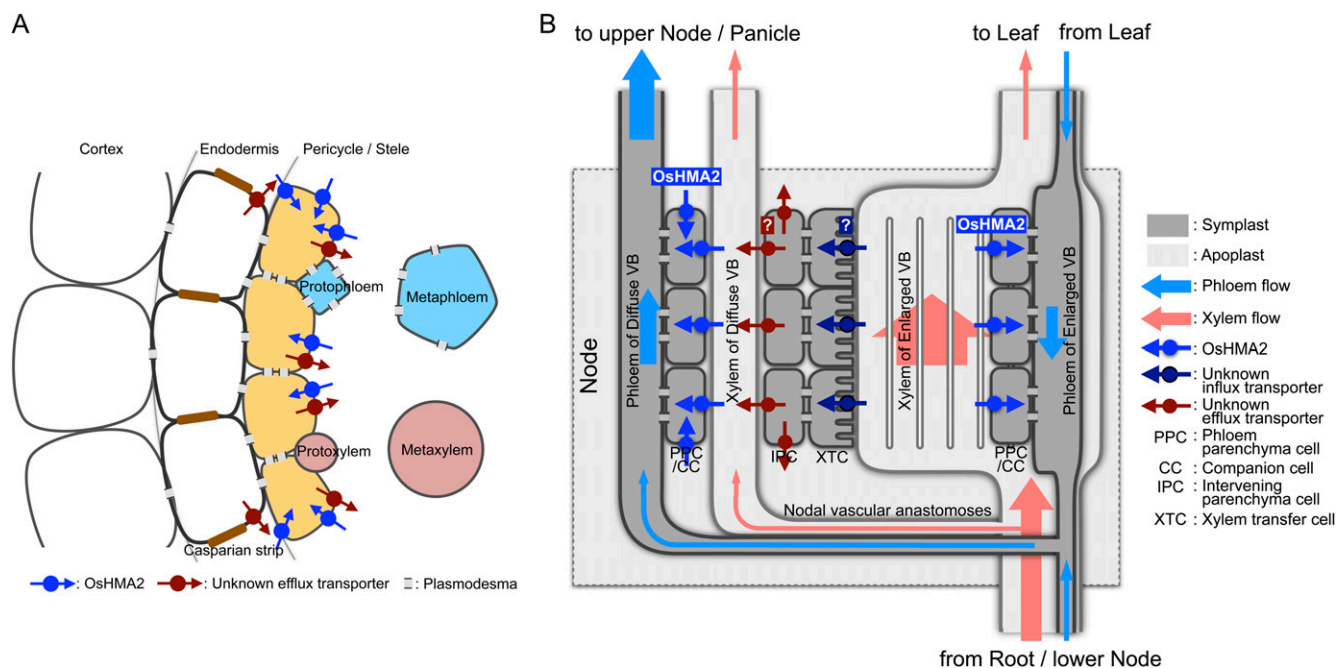 A
Cortex
Endodermis
Pericycle / Stele
Protophloem
Metaphloem
Protoxylem
Metaxylem
Casparian strip
: OsHMA2
: Unknown efflux transporter
: Plasmodesma
B
to upper Node / Panicle
to Leaf
from Leaf
Node
Phloem of Diffuse VB
OsHMA2
PPC
/CC
Xylem of Diffuse VB
?
IPC
?
XTC
Xylem of Enlarged VB
OsHMA2
PPC
/CC
Phloem of Enlarged VB
Nodal vascular anastomoses
from Root / lower Node
: Symplast
: Apoplast
: Phloem flow
: Xylem flow
: OsHMA2
: Unknown
influx transporter
: Unknown
efflux transporter
PPC : Phloem
parenchyma cell
CC : Companion cell
IPC : Intervening
parenchyma cell
XTC : Xylem transfer cell